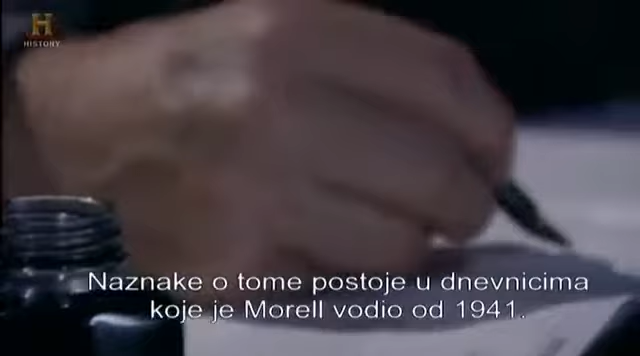 H
HISTORY
Naznake o tome postoje u dnevnicima
koje je Morell vodio od 1941.